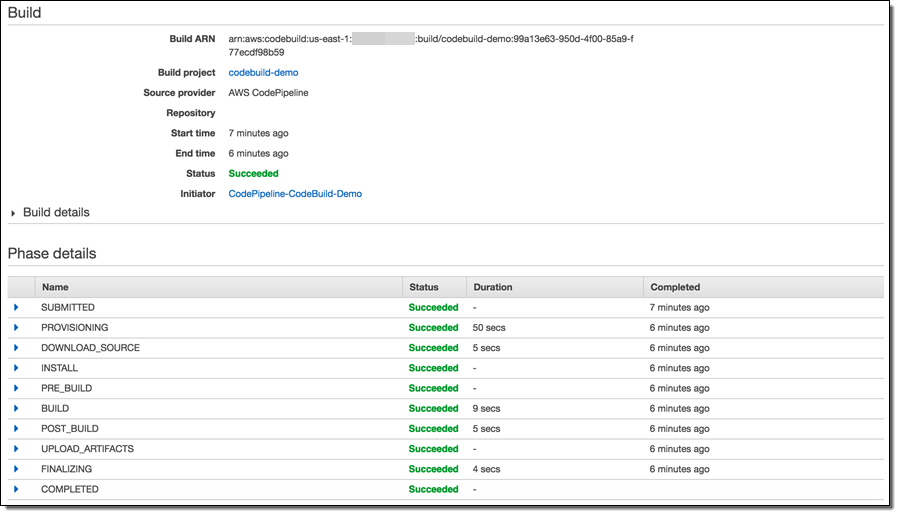 Build
Build ARN arn:aws:codebuild:us-east-1: :build/codebuild-demo:99a13e63-950d-4f00-85a9-f
77ecdf98b59
Build project codebuild-demo
Source provider AWS CodePipeline
Repository
Start time 7 minutes ago
End time 6 minutes ago
Status Succeeded
Initiator CodePipeline-CodeBuild-Demo
Build details
Phase details
Name Status Duration Completed
SUBMITTED Succeeded - 7 minutes ago
PROVISIONING Succeeded 50 secs 6 minutes ago
DOWNLOAD_SOURCE Succeeded 5 secs 6 minutes ago
INSTALL Succeeded - 6 minutes ago
PRE_BUILD Succeeded - 6 minutes ago
BUILD Succeeded 9 secs 6 minutes ago
POST_BUILD Succeeded 5 secs 6 minutes ago
UPLOAD_ARTIFACTS Succeeded - 6 minutes ago
FINALIZING Succeeded 4 secs 6 minutes ago
COMPLETED Succeeded -